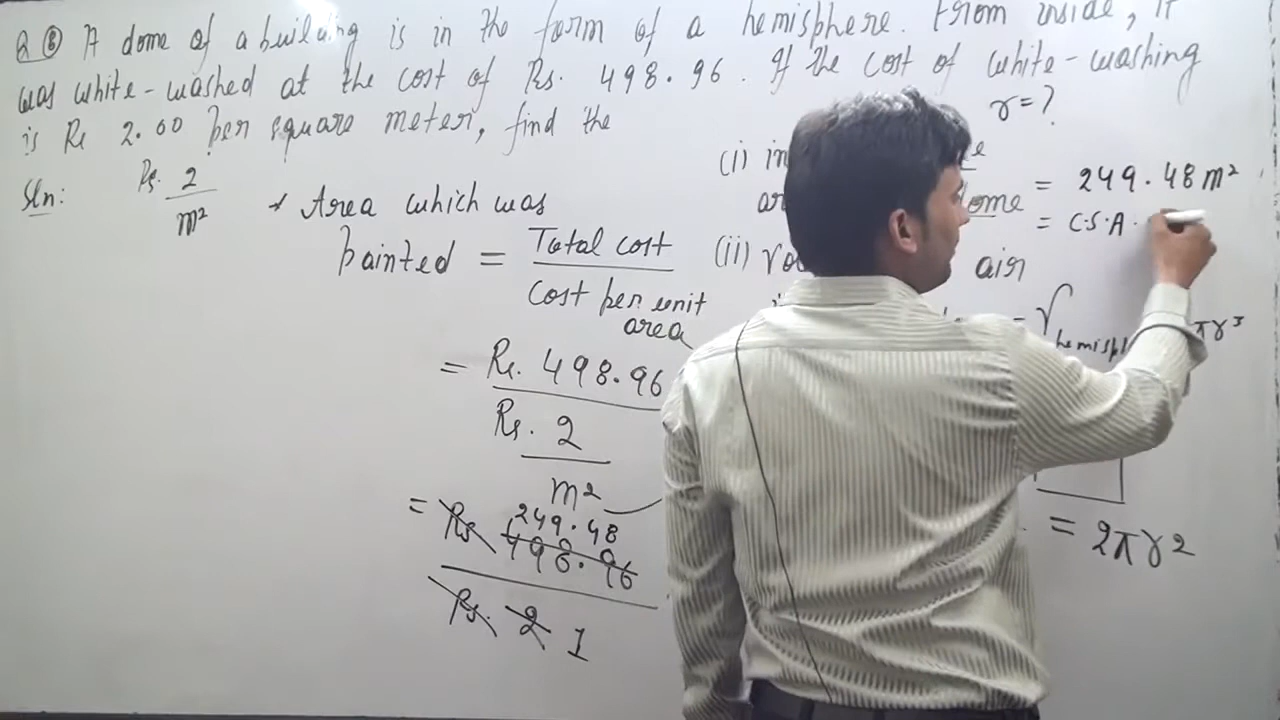 Q ⑧ A dome of a building is in the form of a hemisphere. From inside, it
was white-washed at the cost of Rs. 498.96. If the cost of white-washing
is Rs 2.00 per square meter, find the
r = ?
Sln: Rs. 2 / m² → Area which was
painted = Total cost / Cost per unit area
= Rs. 498.96 / Rs. 2 / m²
= Rs 498.96 249.48 / Rs. 2 1
(i) in
= 249.48 m²
= C.S.A.
(ii) air
= V hemisph πr³
= 2πr²